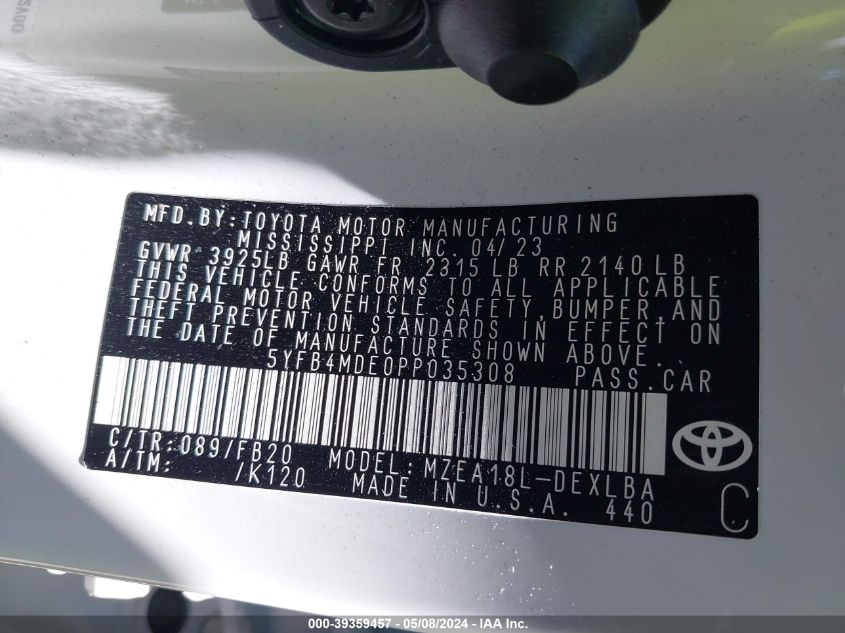 MFD.BY:TOYOTA MOTOR MANUFACTURING
MISSISSIPPI INC. 04/23
GVWR 3925LB GAWR FR 2315 LB RR 2140 LB
THIS VEHICLE CONFORMS TO ALL APPLICABLE
FEDERAL MOTOR VEHICLE SAFETY, BUMPER, AND
THEFT PREVENTION STANDARDS IN EFFECT ON
THE DATE OF MANUFACTURE SHOWN ABOVE.
5YFB4MDE0PP035308 PASS.CAR
C/TR:089/FB20 MODEL: MZEA18L-DEXLBA
A/TM: /K120 MADE IN U.S.A. 440 C
000-39359457 - 05/08/2024 - IAA Inc.